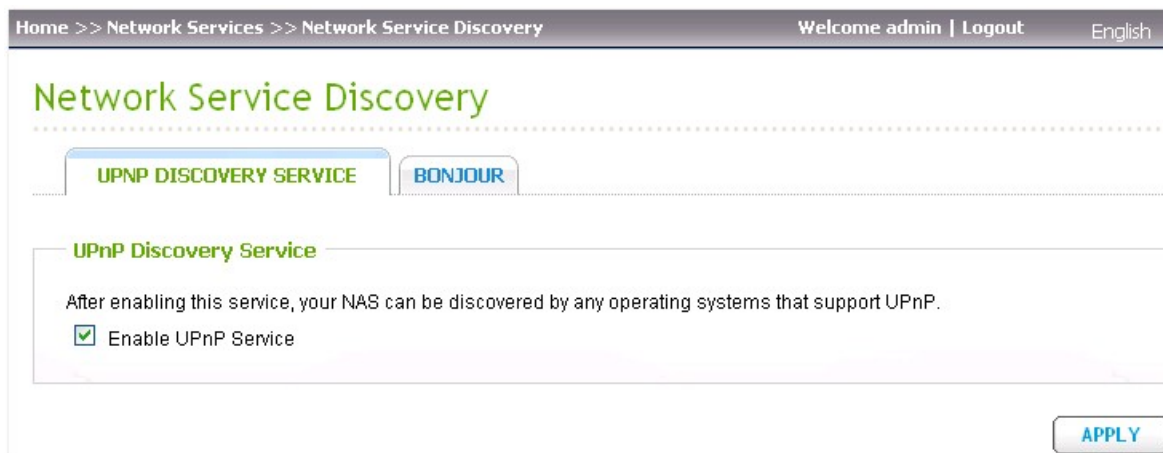 Home >> Network Services >> Network Service Discovery Welcome admin | Logout English
Network Service Discovery
UPNP DISCOVERY SERVICE BONJOUR
UPnP Discovery Service
After enabling this service, your NAS can be discovered by any operating systems that support UPnP.
Enable UPnP Service
APPLY